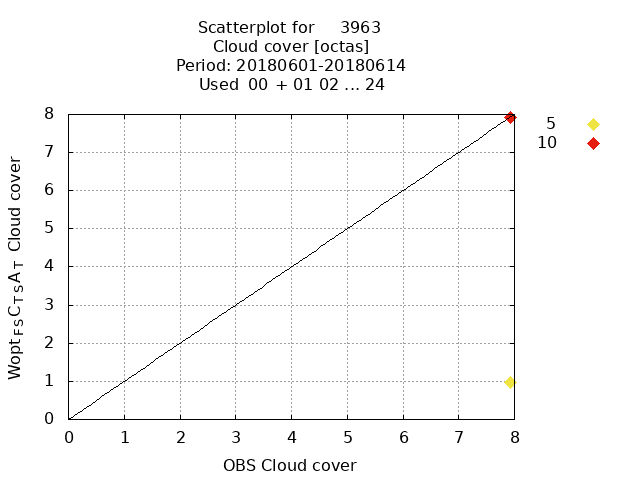 Scatterplot for 3963
Cloud cover [octas]
Period: 20180601-20180614
Used 00 + 01 02 ... 24
8
7
6
5
4
3
2
1
0
0 1 2 3 4 5 6 7 8
Wopt FS C T S A T Cloud cover
OBS Cloud cover
5
10